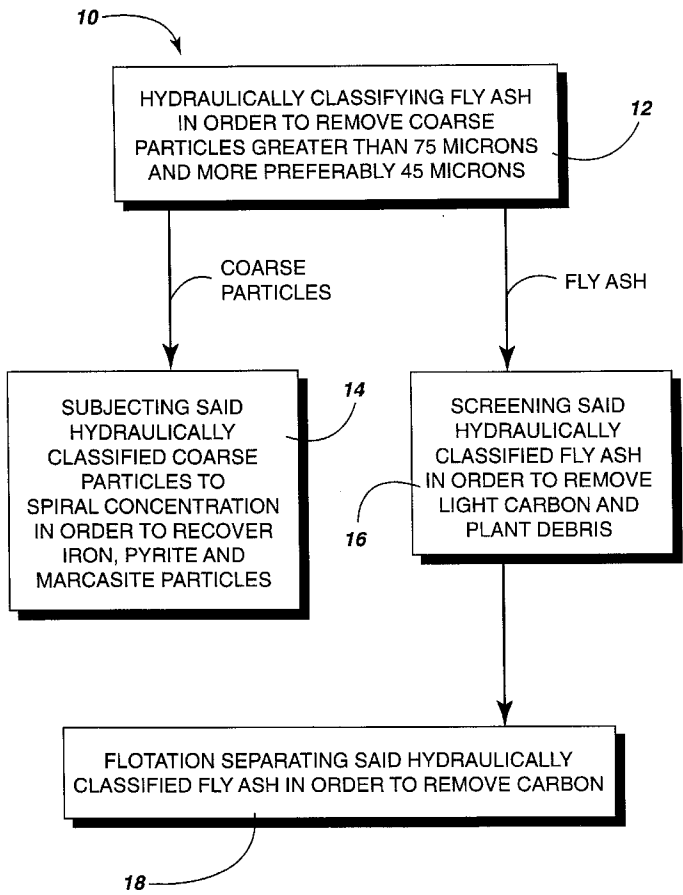 10
HYDRAULICALLY CLASSIFYING FLY ASH
IN ORDER TO REMOVE COARSE
PARTICLES GREATER THAN 75 MICRONS
AND MORE PREFERABLY 45 MICRONS
12
COARSE
PARTICLES
FLY ASH
SUBJECTING SAID
HYDRAULICALLY
CLASSIFIED COARSE
PARTICLES TO
SPIRAL CONCENTRATION
IN ORDER TO RECOVER
IRON, PYRITE AND
MARCASITE PARTICLES
14
SCREENING SAID
HYDRAULICALLY
CLASSIFIED FLY ASH
IN ORDER TO REMOVE
LIGHT CARBON AND
PLANT DEBRIS
16
FLOTATION SEPARATING SAID HYDRAULICALLY
CLASSIFIED FLY ASH IN ORDER TO REMOVE CARBON
18